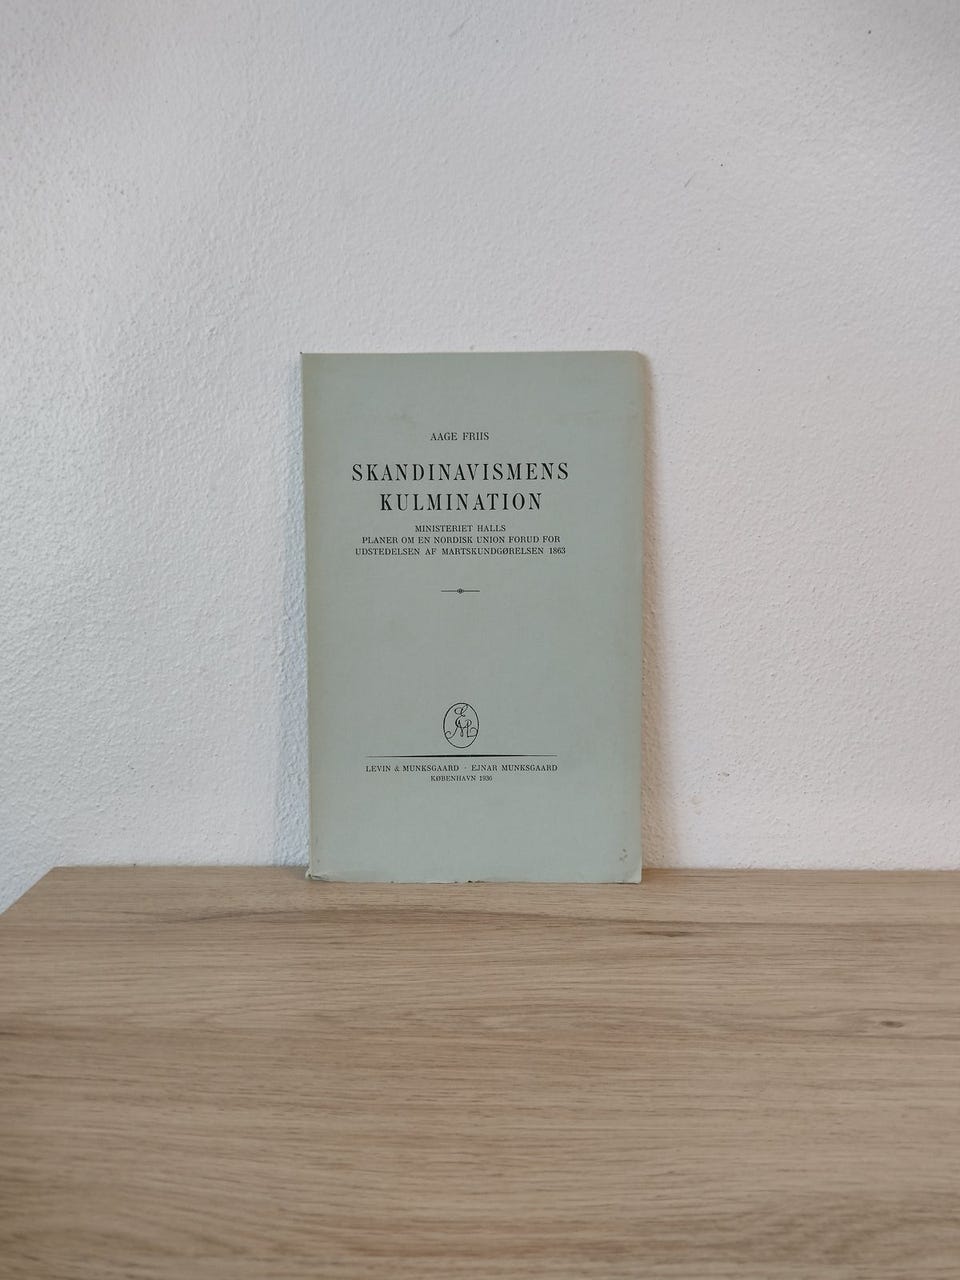 AAGE FRIIS
SKANDINAVISMENS
KULMINATION
MINISTERIET HALLS
PLANER OM EN NORDISK UNION FORUD FOR
UDSTEDELSEN AF MARTSKUNDGØRELSEN 1863
LEVIN & MUNKSGAARD · EJNAR MUNKSGAARD
KØBENHAVN 1936